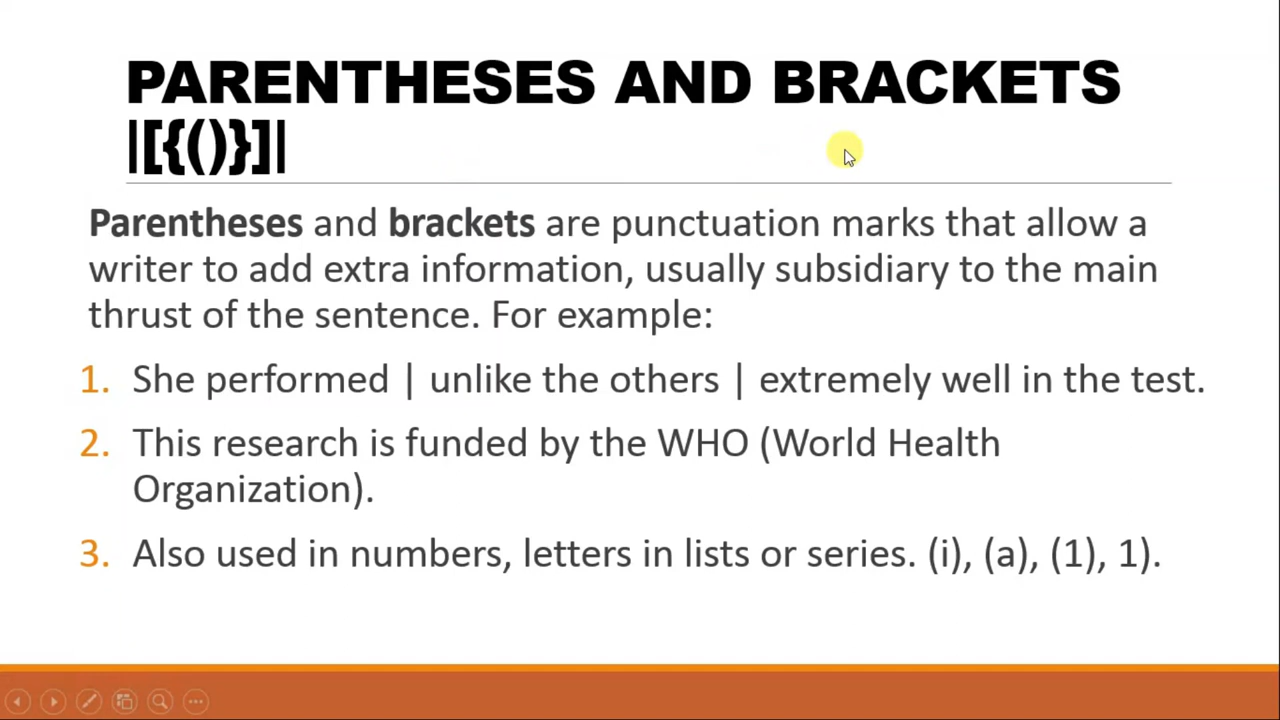 PARENTHESES AND BRACKETS
|[{()}]|
Parentheses and brackets are punctuation marks that allow a
writer to add extra information, usually subsidiary to the main
thrust of the sentence. For example:
1. She performed | unlike the others | extremely well in the test.
2. This research is funded by the WHO (World Health
Organization).
3. Also used in numbers, letters in lists or series. (i), (a), (1), 1).